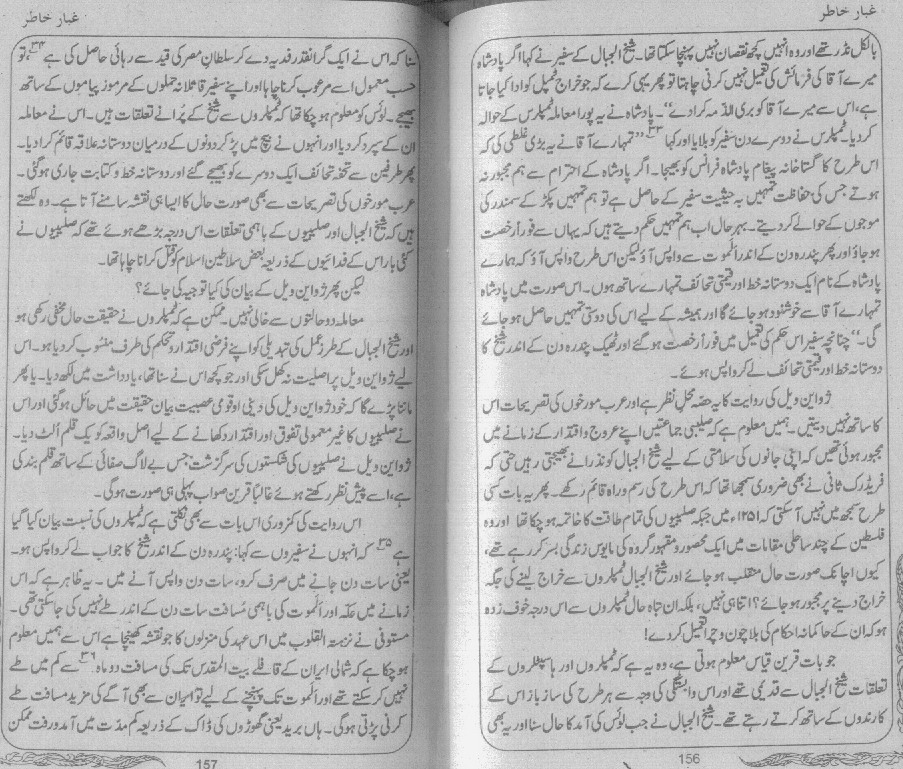 غبار خاطر
بالکل نڈر تھے اور وہ انہیں کچھ نقصان نہیں پہنچا سکتا تھا۔ شیخ الجبال کے سفیر نے کہا اگر پادشاہ
میرے آقا کی فرمائش کی تعمیل نہیں کرنی چاہتا تو پھر یہی کرے کہ جو خراج ٹمپل کو ادا کیا جاتا
ہے، اس سے میرے آقا کو بری الذمہ کرا دے“۔ پادشاہ نے یہ پورا معاملہ ٹمپلرس کے حوالہ
کر دیا۔ ٹمپلرس نے دوسرے دن سفیر کو بلایا اور کہا ۳۳ ”تمہارے آقا نے یہ بڑی غلطی کی کہ
اس طرح کا گستاخانہ پیغام پادشاہ فرانس کو بھیجا۔ اگر پادشاہ کے احترام سے ہم مجبور نہ
ہوتے جس کی حفاظت تمہیں بہ حیثیت سفیر کے حاصل ہے تو ہم تمہیں پکڑ کے سمندر کی
موجوں کے حوالے کر دیتے۔ بہرحال اب ہم تمہیں حکم دیتے ہیں کہ یہاں سے فوراً رخصت
ہو جاؤ اور پھر پندرہ دن کے اندر الموت سے واپس آؤ لیکن اس طرح واپس آؤ کہ ہمارے
پادشاہ کے نام ایک دوستانہ خط اور قیمتی تحائف تمہارے ساتھ ہوں۔ اس صورت میں پادشاہ
تمہارے آقا سے خوشنود ہو جائے گا اور ہمیشہ کے لیے اس کی دوستی تمہیں حاصل ہو جائے
گی۔“ چنانچہ سفیر اس حکم کی تعمیل میں فوراً رخصت ہو گئے اور ٹھیک پندرہ دن کے اندر شیخ کا
دوستانہ خط اور قیمتی تحائف لے کر واپس ہوئے۔
ژواین ویل کی روایت کا یہ حصہ محلِ نظر ہے اور عرب مورخوں کی تصریحات اس
کا ساتھ نہیں دیتیں۔ ہمیں معلوم ہے کہ صلیبی جماعتیں اپنے عروج و اقتدار کے زمانے میں
مجبور ہوئی تھیں کہ اپنی جانوں کی سلامتی کے لیے شیخ الجبال کو نذرانے بھیجتی رہیں حتی کہ
فریڈرک ثانی نے بھی ضروری سمجھا تھا کہ اس طرح کی رسم و راہ قائم رکھے۔ پھر یہ بات کسی
طرح سمجھ میں نہیں آ سکتی کہ ۱۲۵۱ء میں جبکہ صلیبیوں کی تمام طاقت کا خاتمہ ہو چکا تھا اور وہ
فلسطین کے چند ساحلی مقامات میں ایک محصور و مقہور گروہ کی مایوس زندگی بسر کر رہے تھے،
کیوں اچانک صورت حال منقلب ہو جائے اور شیخ الجبال ٹمپلروں سے خراج لینے کی جگہ
خراج دینے پر مجبور ہو جائے؟ اتنا ہی نہیں، بلکہ ان تباہ حال ٹمپلروں سے اس درجہ خوف زدہ
ہو کہ ان کے حاکمانہ احکام کی بلا چون و چرا تعمیل کر دے!
جو بات قرین قیاس معلوم ہوتی ہے، وہ یہ ہے کہ ٹمپلروں اور ہاسپٹلروں کے
تعلقات شیخ الجبال سے قدیمی تھے اور اس وابستگی کی وجہ سے ہر طرح کی ساز باز اس کے
کارندوں کے ساتھ کرتے رہتے تھے۔ شیخ الجبال نے جب لوئس کی آمد کا حال سنا اور یہ بھی
156
غبار خاطر
سنا کہ اس نے ایک گرانقدر فدیہ دے کر سلطانِ مصر کی قید سے رہائی حاصل کی ہے ۳۴، تو
حسب معمول اسے مرعوب کرنا چاہا اور اپنے سفیر قاتلانہ حملوں کے مرموز پیاموں کے ساتھ
بھیجے۔ لوئس کو معلوم ہو چکا تھا کہ ٹمپلروں سے شیخ کے پرانے تعلقات ہیں۔ اس نے معاملہ
ان کے سپرد کر دیا اور انہوں نے بیچ میں پڑ کر دونوں کے درمیان دوستانہ علاقہ قائم کرا دیا۔
پھر طرفین سے تحفہ تحائف ایک دوسرے کو بھیجے گئے اور دوستانہ خط و کتابت جاری ہو گئی۔
عرب مورخوں کی تصریحات سے بھی صورت حال کا ایسا ہی نقشہ سامنے آتا ہے۔ وہ لکھتے
ہیں کہ شیخ الجبال اور صلیبیوں کے باہمی تعلقات اس درجہ بڑھے ہوئے تھے کہ صلیبیوں نے
کئی بار اس کے فدائیوں کے ذریعہ بعض سلاطین اسلام کو قتل کرانا چاہا تھا۔
لیکن پھر ژواین ویل کے بیان کی کیا توجیہ کی جائے؟
معاملہ دو حالتوں سے خالی نہیں۔ ممکن ہے کہ ٹمپلروں نے حقیقت حال مخفی رکھی ہو
اور شیخ الجبال کے طرز عمل کی تبدیلی کو اپنے فرضی اقتدار و تحکم کی طرف منسوب کر دیا ہو۔ اس
لیے ژواین ویل پر اصلیت نہ کھل سکی اور جو کچھ اس نے سنا تھا، یادداشت میں لکھ دیا۔ یا پھر
ماننا پڑے گا کہ خود ژواین ویل کی دینی اور قومی عصبیت بیان حقیقت میں حائل ہو گئی اور اس
نے صلیبیوں کا غیر معمولی تفوق اور اقتدار دکھانے کے لیے اصل واقعہ کو یک قلم الٹ دیا۔
ژواین ویل نے صلیبیوں کی شکستوں کی سرگزشت جس بے لاگ صفائی کے ساتھ قلم بند کی
ہے، اسے پیش نظر رکھتے ہوئے غالباً قرین صواب پہلی ہی صورت ہو گی۔
اس روایت کی کمزوری اس بات سے بھی نکلتی ہے کہ ٹمپلروں کی نسبت بیان کیا گیا
ہے ۳۵ کہ انہوں نے سفیروں سے کہا: پندرہ دن کے اندر شیخ کا جواب لے کر واپس ہو۔
یعنی سات دن جانے میں صرف کرو، سات دن واپس آنے میں۔ یہ ظاہر ہے کہ اس
زمانے میں عکہ اور الموت کی باہمی مسافت سات دن کے اندر طے نہیں کی جا سکتی تھی۔
مستوفی نے نزہتہ القلوب میں اس عہد کی منزلوں کا جو نقشہ کھینچا ہے اس سے ہمیں معلوم
ہو چکا ہے کہ شمالی ایران کے قافلے بیت المقدس تک کی مسافت دو ماہ ۳۶ سے کم میں طے
نہیں کر سکتے تھے اور الموت تک پہنچنے کے لیے تو ایران سے بھی آگے کی مزید مسافت طے
کرنی پڑتی ہو گی۔ ہاں برید یعنی گھوڑوں کی ڈاک کے ذریعہ کم مدت میں آمدورفت ممکن
157